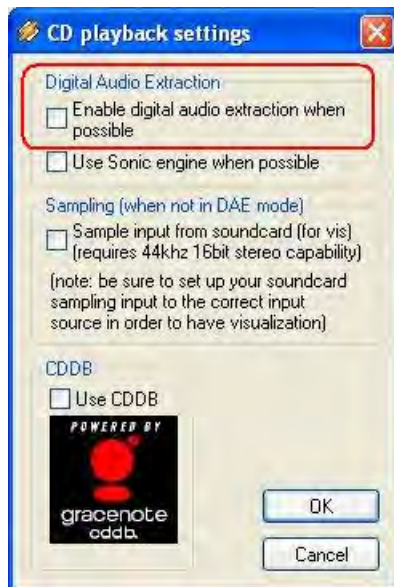 CD playback settings
Digital Audio Extraction
Enable digital audio extraction when
possible
Use Sonic engine when possible
Sampling (when not in DAE mode)
Sample input from soundcard (for vis)
(requires 44khz 16bit stereo capability)
(note: be sure to set up your soundcard
sampling input to the correct input
source in order to have visualization)
CDDB
Use CDDB
POWERED BY
gracenote
cddb.
OK
Cancel